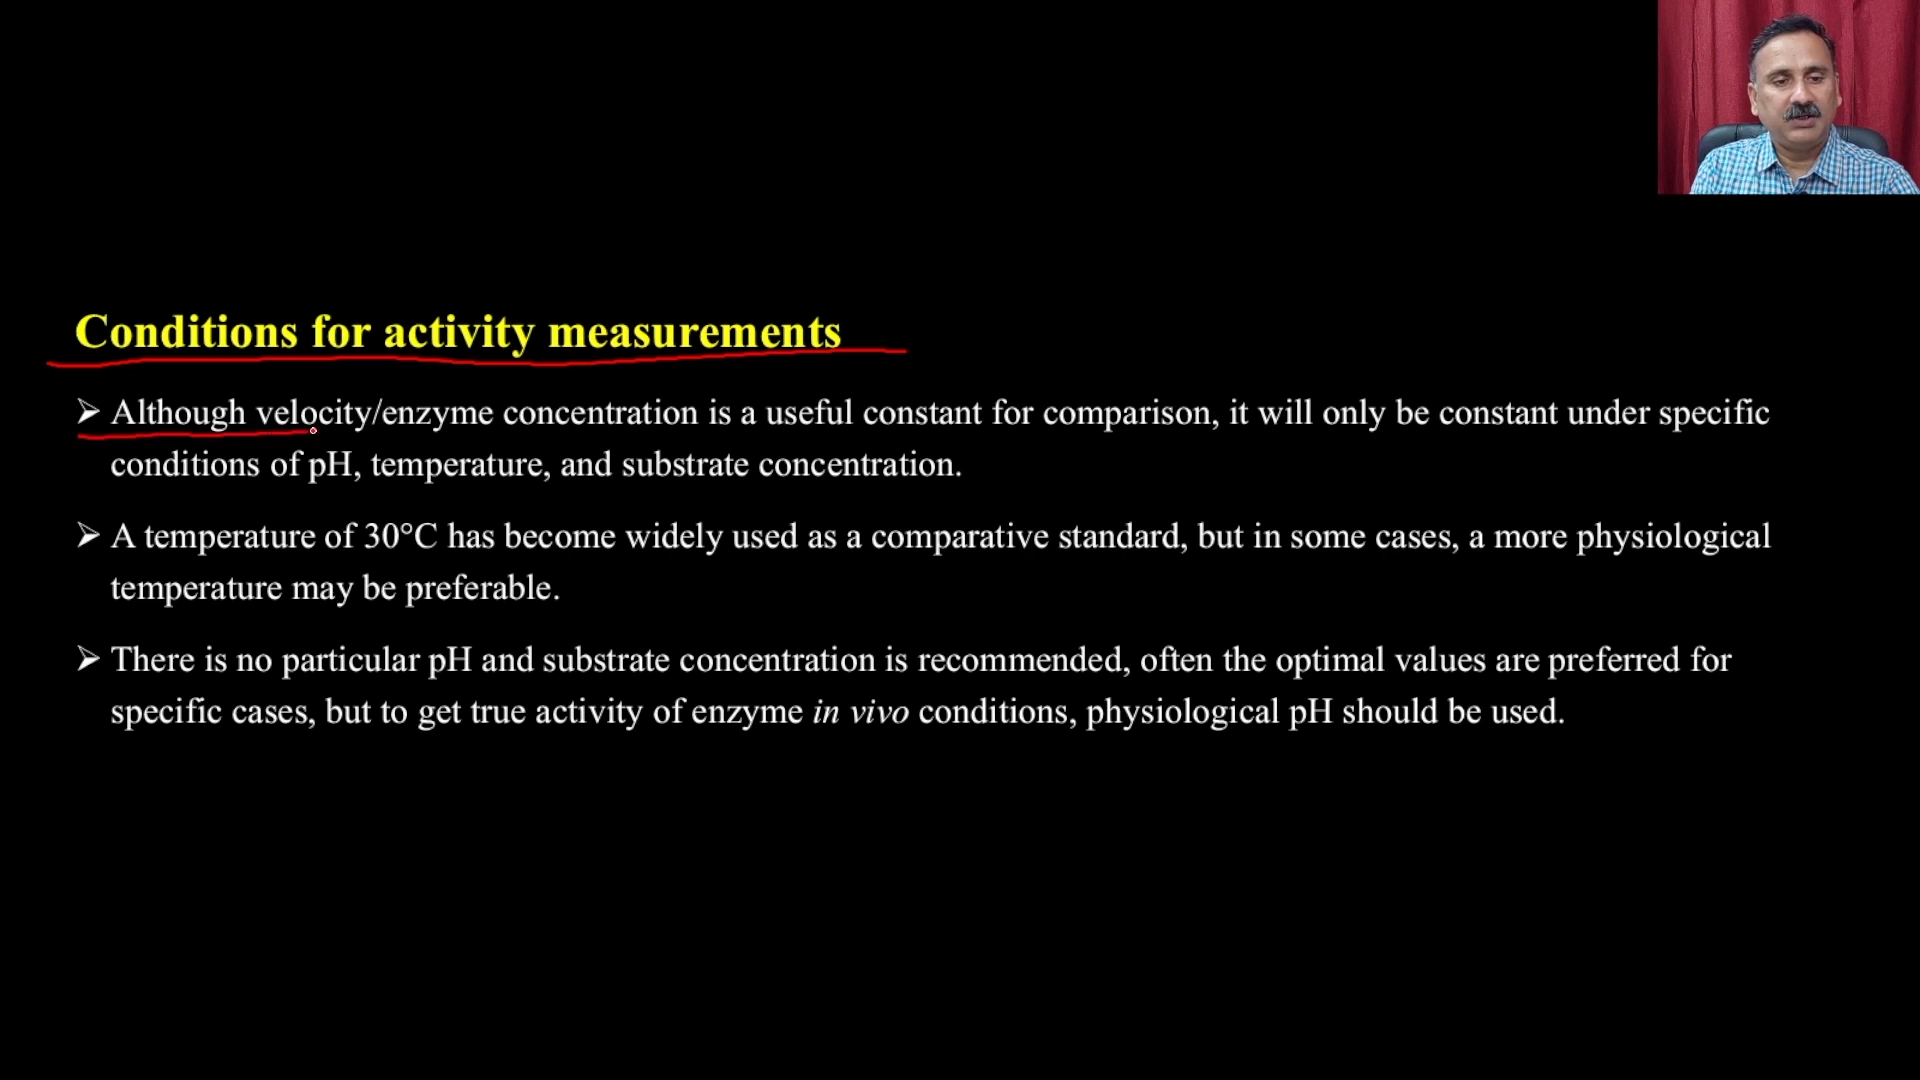 Conditions for activity measurements
➢ Although velocity/enzyme concentration is a useful constant for comparison, it will only be constant under specific
conditions of pH, temperature, and substrate concentration.
➢ A temperature of 30°C has become widely used as a comparative standard, but in some cases, a more physiological
temperature may be preferable.
➢ There is no particular pH and substrate concentration is recommended, often the optimal values are preferred for
specific cases, but to get true activity of enzyme in vivo conditions, physiological pH should be used.